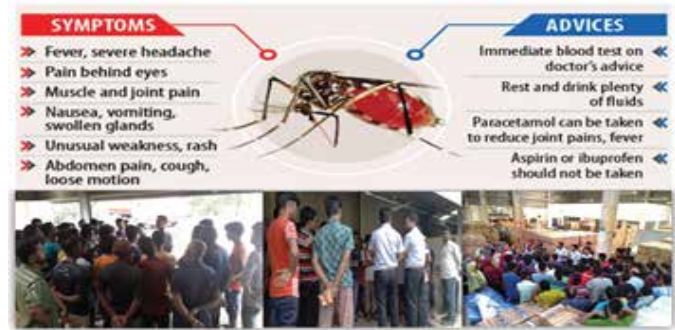 SYMPTOMS
Fever, severe headache
Pain behind eyes
Muscle and joint pain
Nausea, vomiting,
swollen glands
Unusual weakness, rash
Abdomen pain, cough,
loose motion
ADVICES
Immediate blood test on
doctor's advice
Rest and drink plenty
of fluids
Paracetamol can be taken
to reduce joint pains, fever
Aspirin or ibuprofen
should not be taken